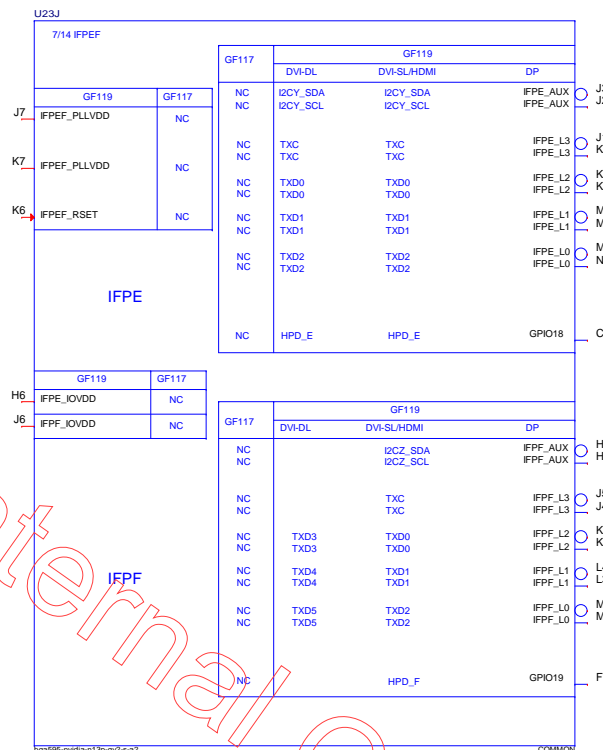 U23J
7/14 IFPEF
GF117 GF119
DVI-DL DVI-SL/HDMI DP
NC I2CY_SDA I2CY_SDA IFPE_AUX
NC I2CY_SCL I2CY_SCL IFPE_AUX
GF119 GF117
J7 IFPEF_PLLVDD NC
NC TXC TXC IFPE_L3
NC TXC TXC IFPE_L3
K7 IFPEF_PLLVDD NC
NC TXD0 TXD0 IFPE_L2
NC TXD0 TXD0 IFPE_L2
K6 IFPEF_RSET NC
NC TXD1 TXD1 IFPE_L1
NC TXD1 TXD1 IFPE_L1
NC TXD2 TXD2 IFPE_L0
NC TXD2 TXD2 IFPE_L0
IFPE
NC HPD_E HPD_E GPIO18
GF119 GF117
H6 IFPE_IOVDD NC
J6 IFPF_IOVDD NC
GF117 GF119
DVI-DL DVI-SL/HDMI DP
NC I2CZ_SDA IFPF_AUX
NC I2CZ_SCL IFPF_AUX
NC TXC IFPF_L3
NC TXC IFPF_L3
NC TXD3 TXD0 IFPF_L2
NC TXD3 TXD0 IFPF_L2
IFPF
NC TXD4 TXD1 IFPF_L1
NC TXD4 TXD1 IFPF_L1
NC TXD5 TXD2 IFPF_L0
NC TXD5 TXD2 IFPF_L0
NC HPD_F GPIO19
COMMON